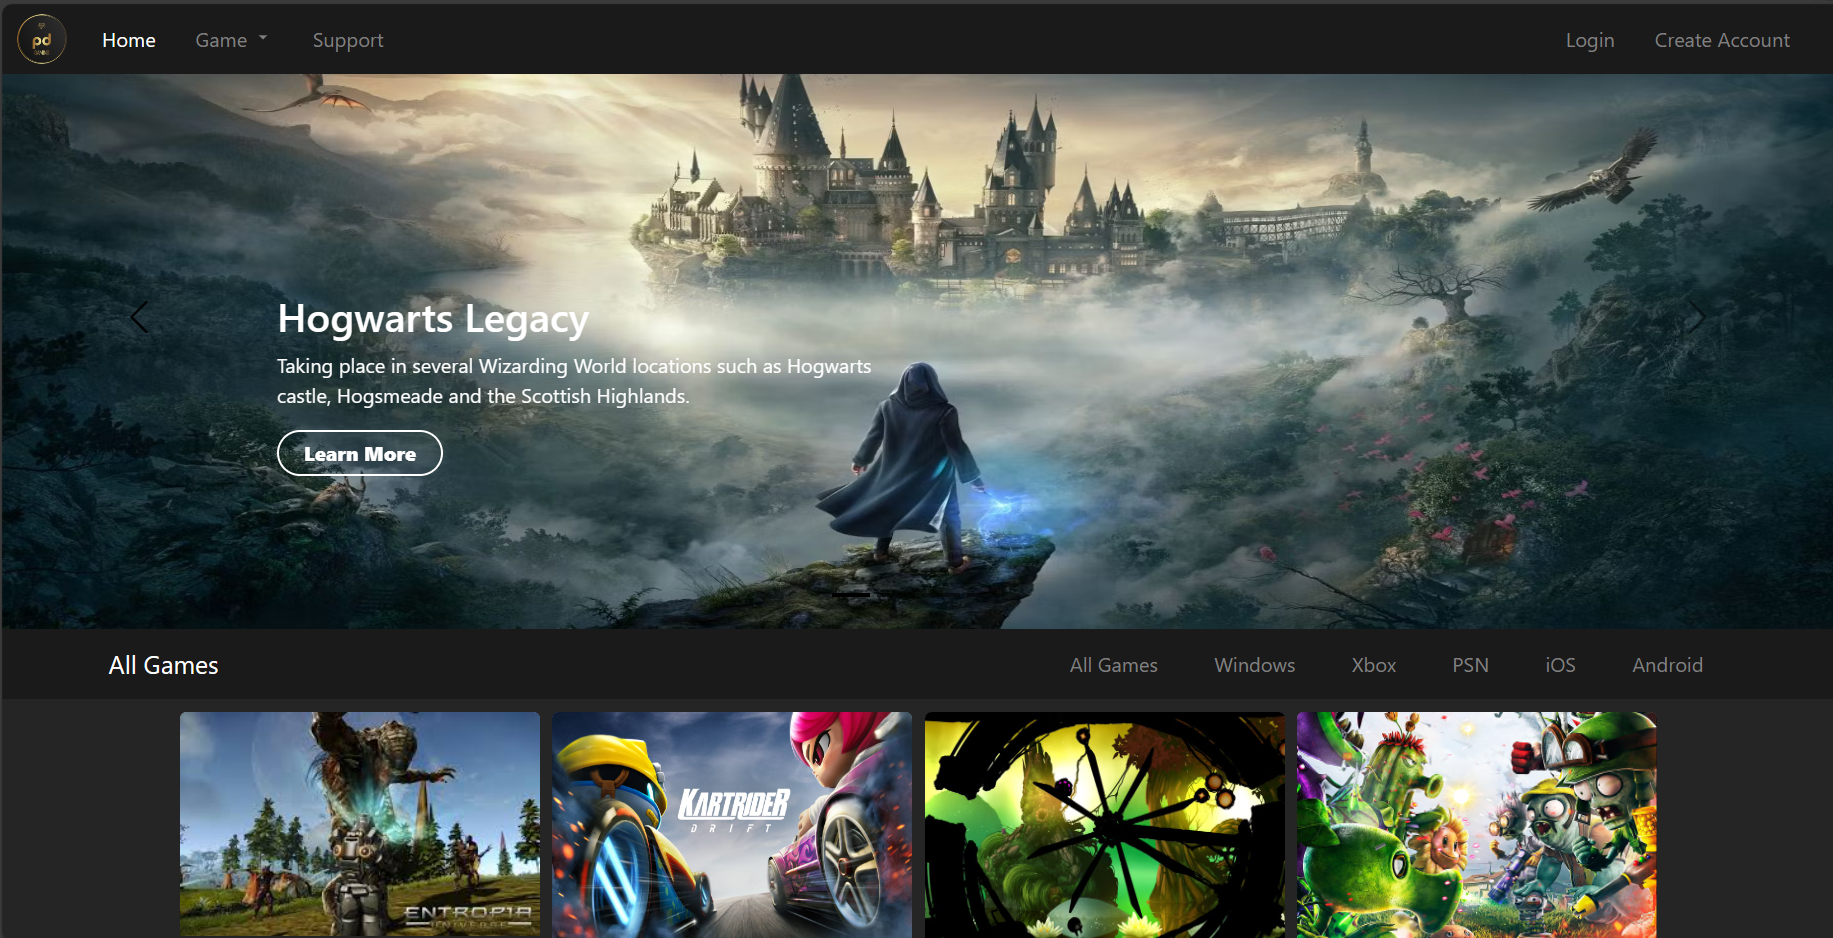 pd
Home
Game
Support
Login
Create Account
Hogwarts Legacy
Taking place in several Wizarding World locations such as Hogwarts
castle, Hogsmeade and the Scottish Highlands.
Learn More
All Games
All Games
Windows
Xbox
PSN
iOS
Android
ENTROPIA
UNIVERSE
KARTRIDER
DRIFT